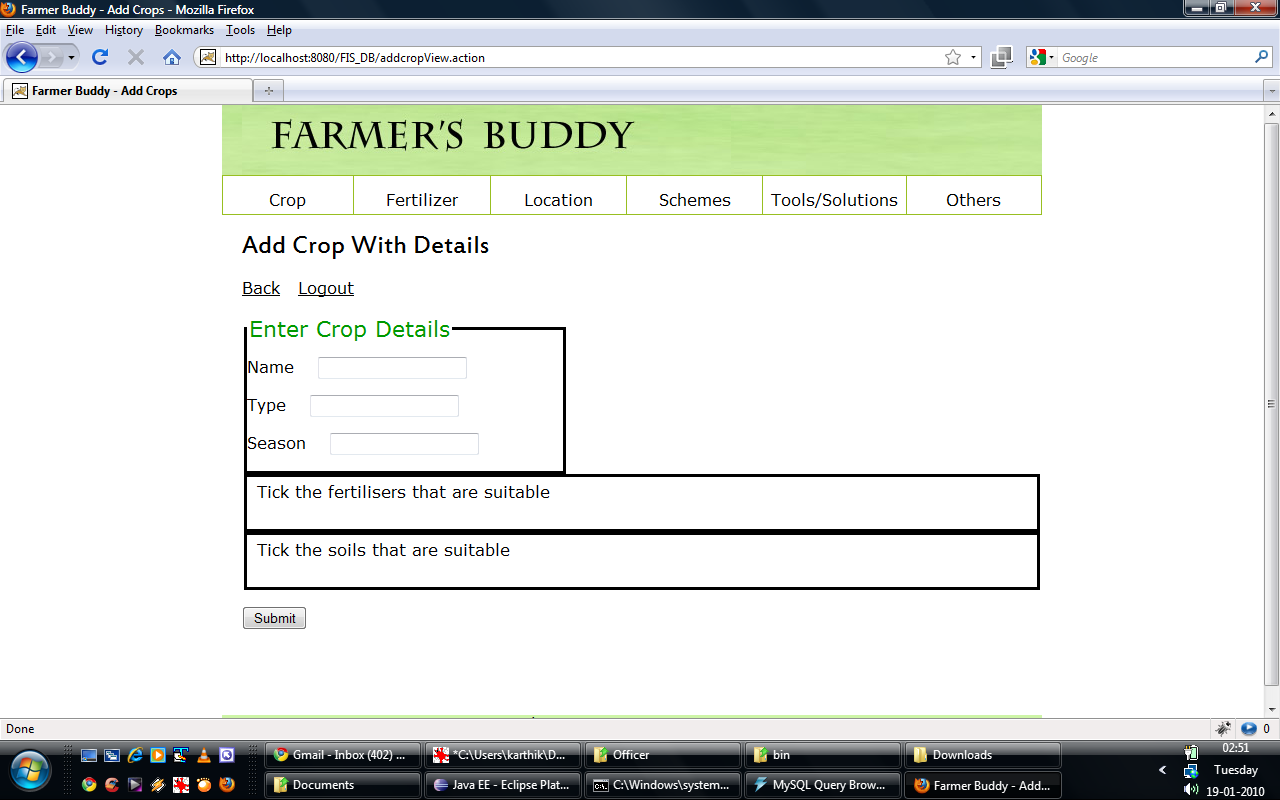 Farmer Buddy - Add Crops - Mozilla Firefox
File Edit View History Bookmarks Tools Help
http://localhost:8080/FIS_DB/addcropView.action
Google
Farmer Buddy - Add Crops
FARMER'S BUDDY
Crop Fertilizer Location Schemes Tools/Solutions Others
Add Crop With Details
Back Logout
Enter Crop Details
Name
Type
Season
Tick the fertilisers that are suitable
Tick the soils that are suitable
Submit
Done 0
Gmail - Inbox (402) ... *C:\Users\karthik\D... Officer bin Downloads 02:51
Tuesday
Documents Java EE - Eclipse Plat... C:\Windows\system... MySQL Query Brow... Farmer Buddy - Add... 19-01-2010